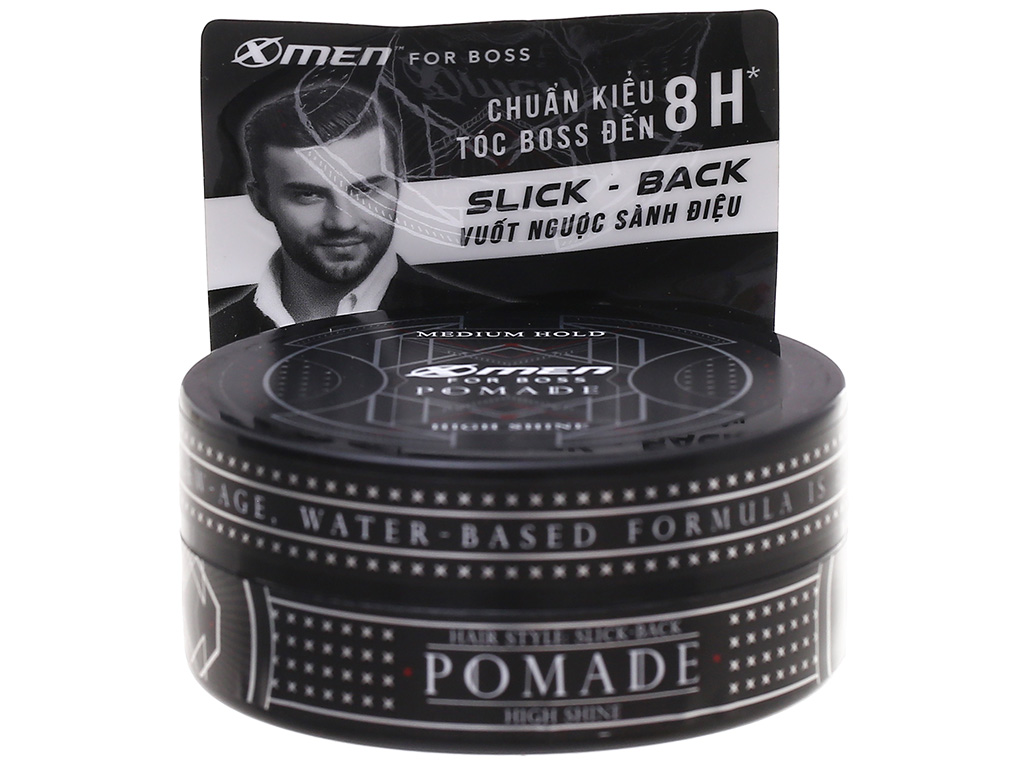 XMEN™ FOR BOSS
CHUẨN KIỂU
TÓC BOSS ĐẾN
8H*
SLICK - BACK
VUỐT NGƯỢC SÀNH ĐIỆU
MEDIUM HOLD
XMEN
FOR BOSS
POMADE
HIGH SHINE
W-AGE. WATER-BASED FORMULA IS
HAIR STYLE: SLICK-BACK
POMADE
HIGH SHINE